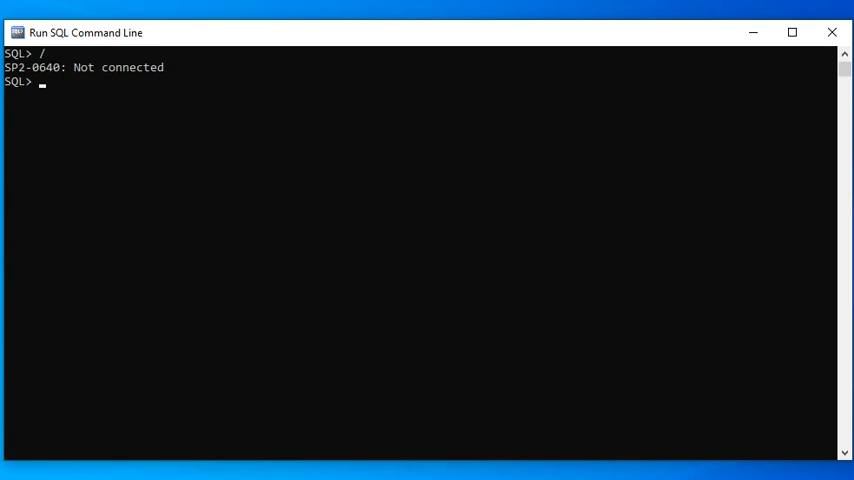 Run SQL Command Line
SQL> /
SP2-0640: Not connected
SQL>